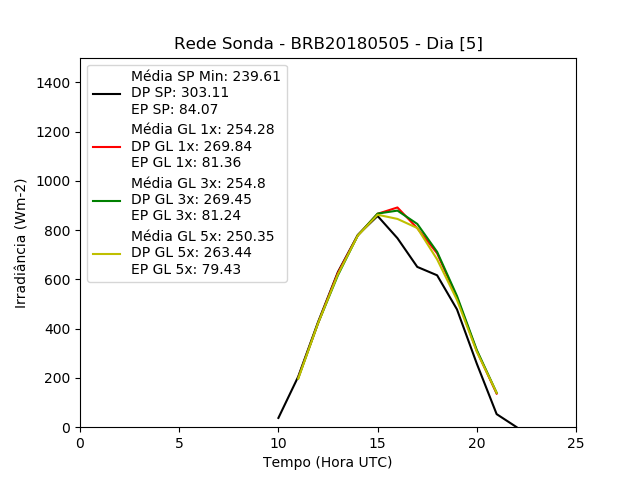 Rede Sonda - BRB20180505 - Dia [5]
Média SP Min: 239.61
DP SP: 303.11
EP SP: 84.07
Média GL 1x: 254.28
DP GL 1x: 269.84
EP GL 1x: 81.36
Média GL 3x: 254.8
DP GL 3x: 269.45
EP GL 3x: 81.24
Média GL 5x: 250.35
DP GL 5x: 263.44
EP GL 5x: 79.43
Irradiância (Wm-2)
1400
1200
1000
800
600
400
200
0
0 5 10 15 20 25
Tempo (Hora UTC)